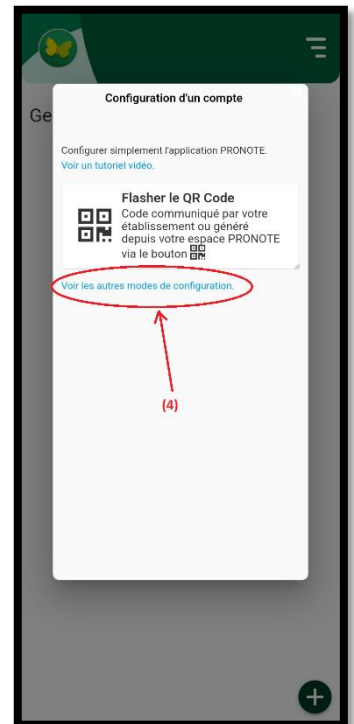 Configuration d'un compte
Ge
Configurer simplement l'application PRONOTE.
Voir un tutoriel vidéo.
Flasher le QR Code
Code communiqué par votre
établissement ou généré
depuis votre espace PRONOTE
via le bouton
Voir les autres modes de configuration.
(4)